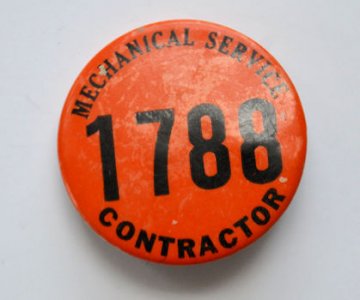 MECHANICAL SERVICE
1788
CONTRACTOR